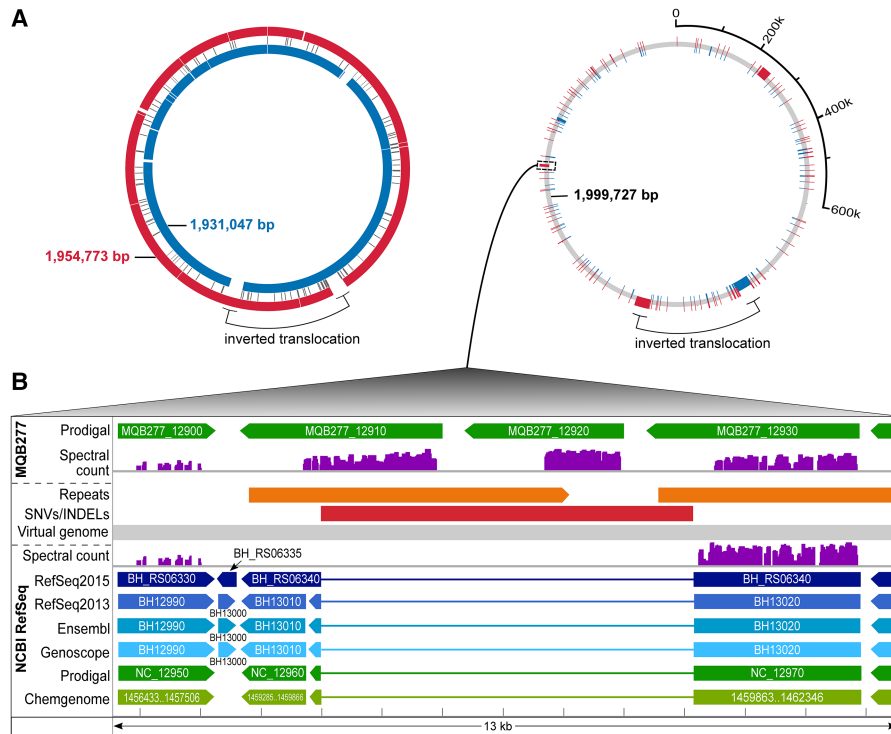 A
0
200k
400k
600k
1,931,047 bp
1,954,773 bp
1,999,727 bp
inverted translocation
inverted translocation
B
MQB277
Prodigal
MQB277_12900
MQB277_12910
MQB277_12920
MQB277_12930
Spectral
count
Repeats
SNVs/INDELs
Virtual genome
NCBI RefSeq
Spectral count
BH_RS06335
RefSeq2015
BH_RS06330
BH_RS06340
BH_RS06340
RefSeq2013
BH12990
BH13000
BH13010
BH13020
Ensembl
BH12990
BH13000
BH13010
BH13020
Genoscope
BH12990
BH13000
BH13010
BH13020
Prodigal
NC_12950
NC_12960
NC_12970
Chemgenome
1456433..1457506
1459285..1459866
1459863..1462346
13 kb